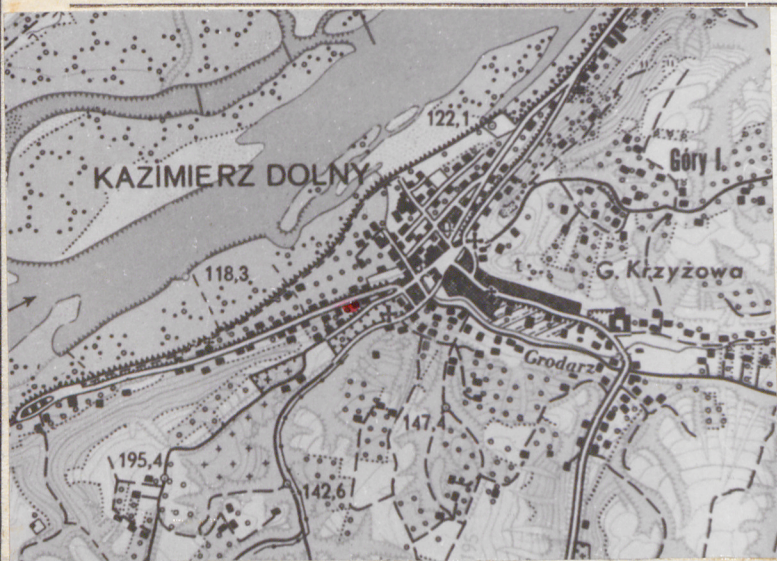 122,1
Góry I.
KAZIMIERZ DOLNY
118,3
G. Krzyżowa
Grodarz
147,4
195,4
142,6